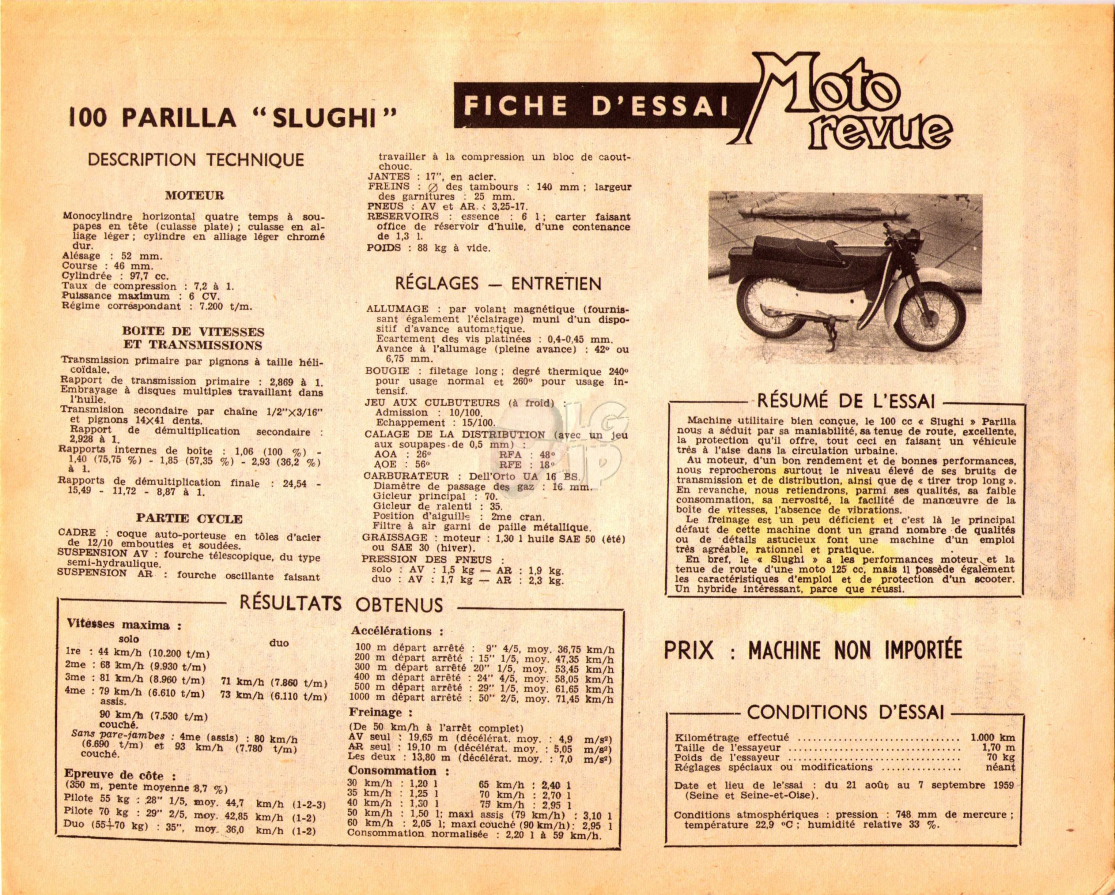 100 PARILLA "SLUGHI"
FICHE D'ESSAI
Moto
revue
DESCRIPTION TECHNIQUE
MOTEUR
Monocylindre horizontal quatre temps à sou-
papes en tête (culasse plate) ; culasse en al-
liage léger ; cylindre en alliage léger chromé
dur.
Alésage : 52 mm.
Course : 46 mm.
Cylindrée : 97,7 cc.
Taux de compression : 7,2 à 1.
Puissance maximum : 6 CV.
Régime correspondant : 7.200 t/m.
BOITE DE VITESSES
ET TRANSMISSIONS
Transmission primaire par pignons à taille héli-
coïdale.
Rapport de transmission primaire : 2,869 à 1.
Embrayage à disques multiples travaillant dans
l'huile.
Transmision secondaire par chaîne 1/2"×3/16"
et pignons 14×41 dents.
Rapport de démultiplication secondaire :
2,928 à 1.
Rapports internes de boîte : 1,06 (100 %) -
1,40 (75,75 %) - 1,85 (57,35 %) - 2,93 (36,2 %)
à 1.
Rapports de démultiplication finale : 24,54 -
15,49 - 11,72 - 8,87 à 1.
PARTIE CYCLE
CADRE : coque auto-porteuse en tôles d'acier
de 12/10 embouties et soudées.
SUSPENSION AV : fourche télescopique, du type
semi-hydraulique.
SUSPENSION AR : fourche oscillante faisant
travailler à la compression un bloc de caout-
chouc.
JANTES : 17", en acier.
FREINS : ∅ des tambours : 140 mm ; largeur
des garnitures : 25 mm.
PNEUS : AV et AR : 3,25-17.
RESERVOIRS : essence : 6 l ; carter faisant
office de réservoir d'huile, d'une contenance
de 1,3 l.
POIDS : 88 kg à vide.
RÉGLAGES — ENTRETIEN
ALLUMAGE : par volant magnétique (fournis-
sant également l'éclairage) muni d'un dispo-
sitif d'avance automatique.
Ecartement des vis platinées : 0,4-0,45 mm.
Avance à l'allumage (pleine avance) : 42° ou
6,75 mm.
BOUGIE : filetage long ; degré thermique 240°
pour usage normal et 260° pour usage in-
tensif.
JEU AUX CULBUTEURS (à froid) :
Admission : 10/100.
Echappement : 15/100.
CALAGE DE LA DISTRIBUTION (avec un jeu
aux soupapes de 0,5 mm) :
AOA : 26° RFA : 48°
AOE : 56° RFE : 18°
CARBURATEUR : Dell'Orto UA 16 BS.
Diamètre de passage des gaz : 16 mm.
Gicleur principal : 70.
Gicleur de ralenti : 35.
Position d'aiguille : 2me cran.
Filtre à air garni de paille métallique.
GRAISSAGE : moteur : 1,30 l huile SAE 50 (été)
ou SAE 30 (hiver).
PRESSION DES PNEUS :
solo : AV : 1,5 kg — AR : 1,9 kg.
duo : AV : 1,7 kg — AR : 2,3 kg.
RÉSUMÉ DE L'ESSAI
Machine utilitaire bien conçue, le 100 cc « Slughi » Parilla
nous a séduit par sa maniabilité, sa tenue de route, excellente,
la protection qu'il offre, tout ceci en faisant un véhicule
très à l'aise dans la circulation urbaine.
Au moteur, d'un bon rendement et de bonnes performances,
nous reprocherons surtout le niveau élevé de ses bruits de
transmission et de distribution, ainsi que de « tirer trop long ».
En revanche, nous retiendrons, parmi ses qualités, sa faible
consommation, sa nervosité, la facilité de manœuvre de la
boîte de vitesses, l'absence de vibrations.
Le freinage est un peu déficient et c'est là le principal
défaut de cette machine dont un grand nombre de qualités
ou de détails astucieux font une machine d'un emploi
très agréable, rationnel et pratique.
En bref, le « Slughi » a les performances moteur et la
tenue de route d'une moto 125 cc, mais il possède également
les caractéristiques d'emploi et de protection d'un scooter.
Un hybride intéressant, parce que réussi.
PRIX : MACHINE NON IMPORTÉE
CONDITIONS D'ESSAI
Kilométrage effectué ........ 1.000 km
Taille de l'essayeur ........ 1,70 m
Poids de l'essayeur ........ 70 kg
Réglages spéciaux ou modifications ........ néant
Date et lieu de l'essai : du 21 août au 7 septembre 1959
(Seine et Seine-et-Oise).
Conditions atmosphériques : pression : 748 mm de mercure ;
température 22,9 °C ; humidité relative 33 %.
RÉSULTATS OBTENUS
Vitesses maxima :
solo duo
1re : 44 km/h (10.200 t/m)
2me : 68 km/h (9.930 t/m)
3me : 81 km/h (8.960 t/m) 71 km/h (7.860 t/m)
4me : 79 km/h (6.610 t/m) 73 km/h (6.110 t/m)
assis.
90 km/h (7.530 t/m)
couché.
Sans pare-jambes : 4me (assis) : 80 km/h
(6.690 t/m) et 93 km/h (7.780 t/m)
couché.
Epreuve de côte :
(350 m, pente moyenne 8,7 %)
Pilote 55 kg : 28" 1/5, moy. 44,7 km/h (1-2-3)
Pilote 70 kg : 29" 2/5, moy. 42,85 km/h (1-2)
Duo (55+70 kg) : 35", moy. 36,0 km/h (1-2)
Accélérations :
100 m départ arrêté : 9" 4/5, moy. 36,75 km/h
200 m départ arrêté : 15" 1/5, moy. 47,35 km/h
300 m départ arrêté 20" 1/5, moy. 53,45 km/h
400 m départ arrêté : 24" 4/5, moy. 58,05 km/h
500 m départ arrêté : 29" 1/5, moy. 61,65 km/h
1000 m départ arrêté : 50" 2/5, moy. 71,45 km/h
Freinage :
(De 50 km/h à l'arrêt complet)
AV seul : 19,65 m (décélérat. moy. : 4,9 m/s²)
AR seul : 19,10 m (décélérat. moy. : 5,05 m/s²)
Les deux : 13,80 m (décélérat. moy. : 7,0 m/s²)
Consommation :
30 km/h : 1,20 l 65 km/h : 2,40 l
35 km/h : 1,25 l 70 km/h : 2,70 l
40 km/h : 1,30 l 75 km/h : 2,95 l
50 km/h : 1,50 l; maxi assis (79 km/h) : 3,10 l
60 km/h : 2,05 l; maxi couché (90 km/h) : 2,95 l
Consommation normalisée : 2,20 l à 59 km/h.